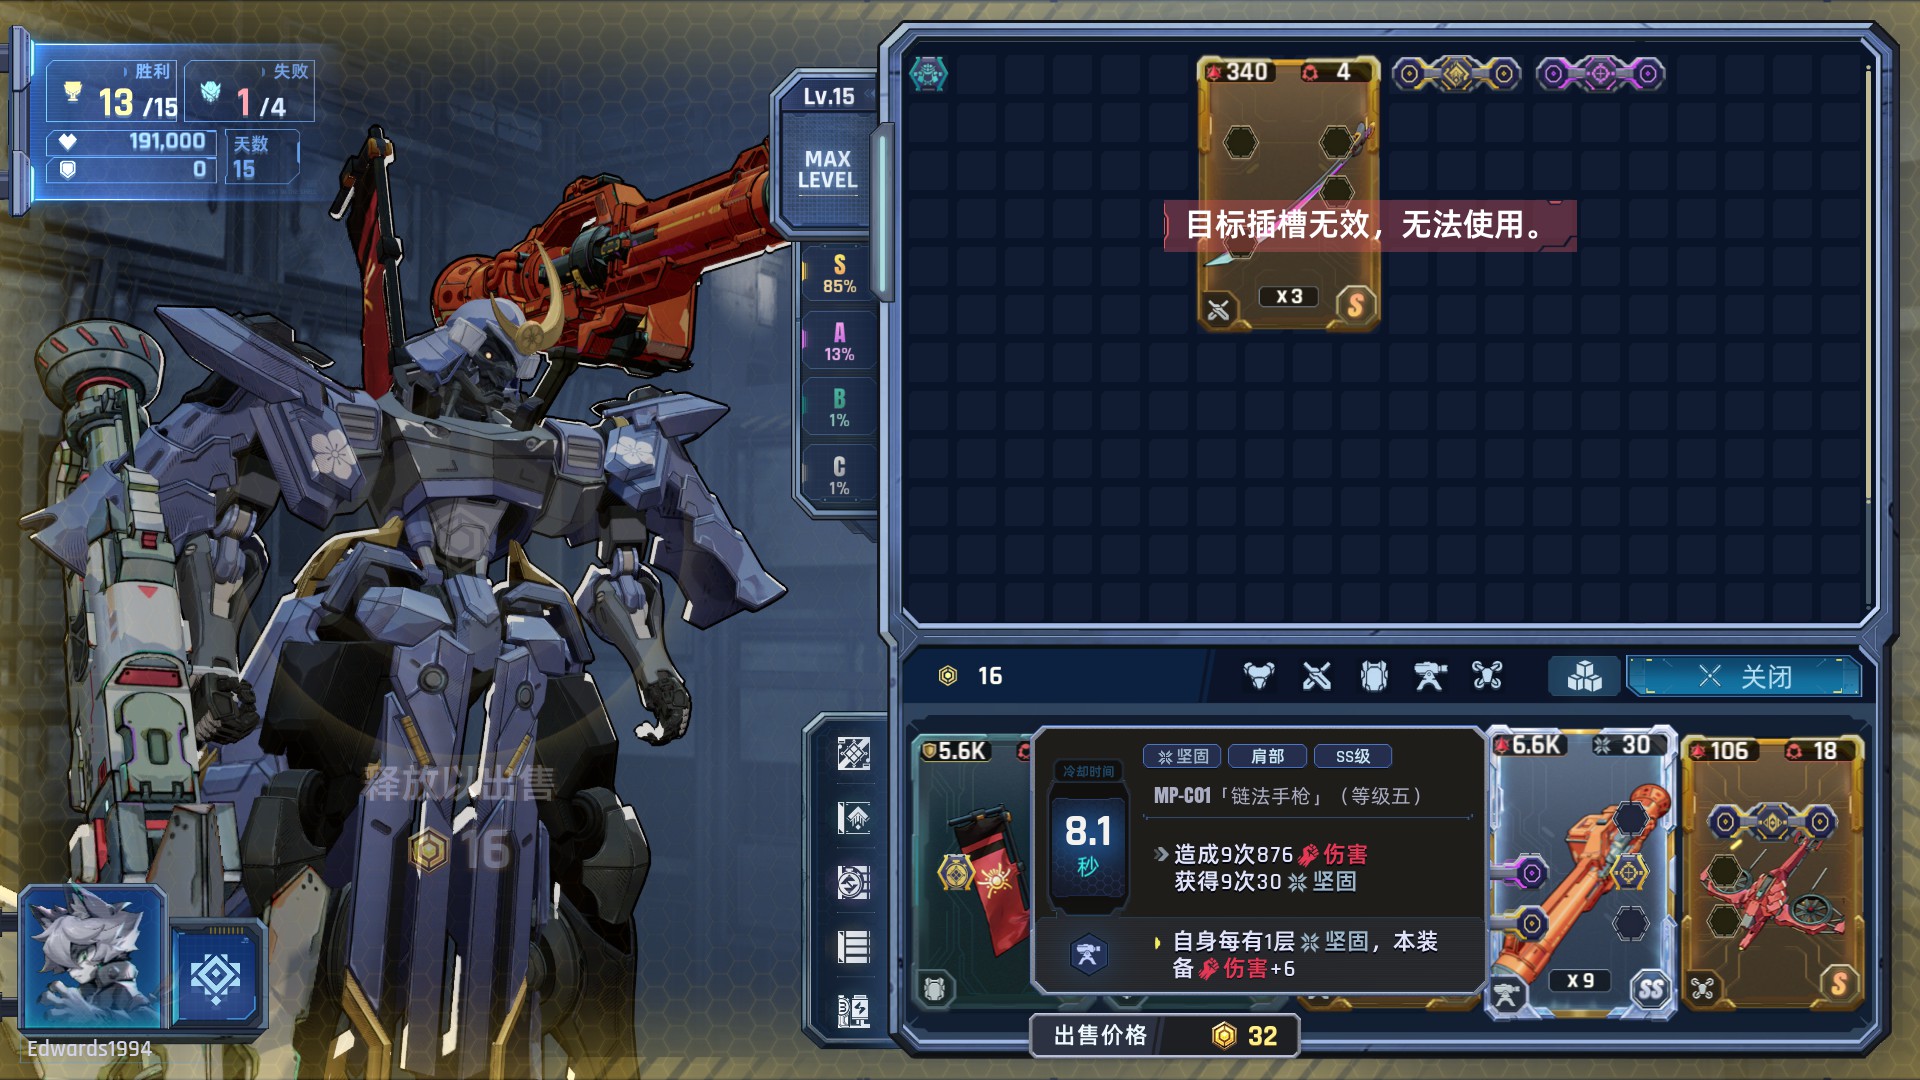 胜利
13 /15
失败
1 /4
191,000
0
天数
15
Lv.15
MAX
LEVEL
S
85%
A
13%
B
1%
C
1%
340
4
目标插槽无效，无法使用。
x3
S
释放以出售
16
16
关闭
5.6K
冷却时间
8.1
秒
坚固
肩部
SS级
MP-C01「链法手枪」（等级五）
造成9次876伤害
获得9次30坚固
自身每有1层坚固，本装
备伤害+6
6.6K
30
x9
SS
106
18
S
出售价格
32
Edwards1994